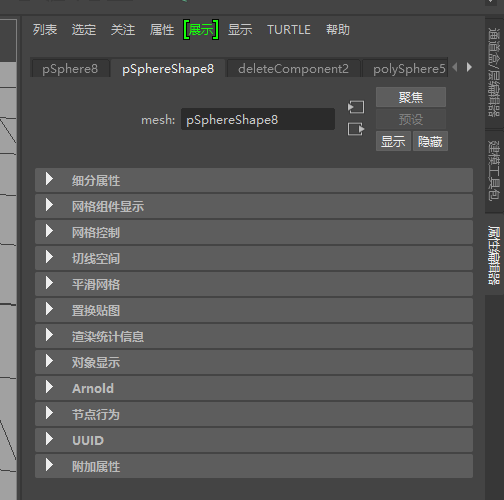 列表 选定 关注 属性 展示 显示 TURTLE 帮助
pSphere8 pSphereShape8 deleteComponent2 polySphere5
mesh: pSphereShape8
聚焦
预设
显示 隐藏
细分属性
网格组件显示
网格控制
切线空间
平滑网格
置换贴图
渲染统计信息
对象显示
Arnold
节点行为
UUID
附加属性
通道盒/层编辑器
建模工具包
属性编辑器